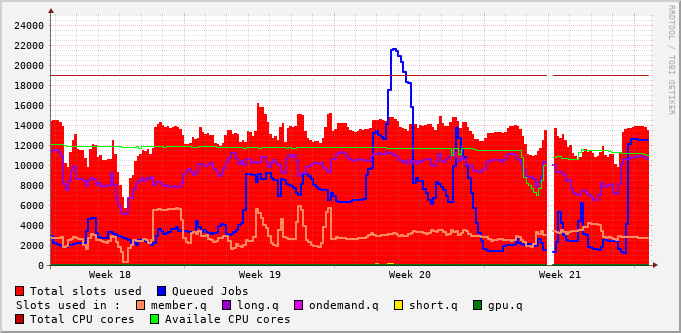 RRDTOOL / TOBI OETIKER
24000
22000
20000
18000
16000
14000
12000
10000
8000
6000
4000
2000
0
Week 18 Week 19 Week 20 Week 21
Total slots used Queued Jobs
Slots used in : member.q long.q ondemand.q short.q gpu.q
Total CPU cores Availale CPU cores